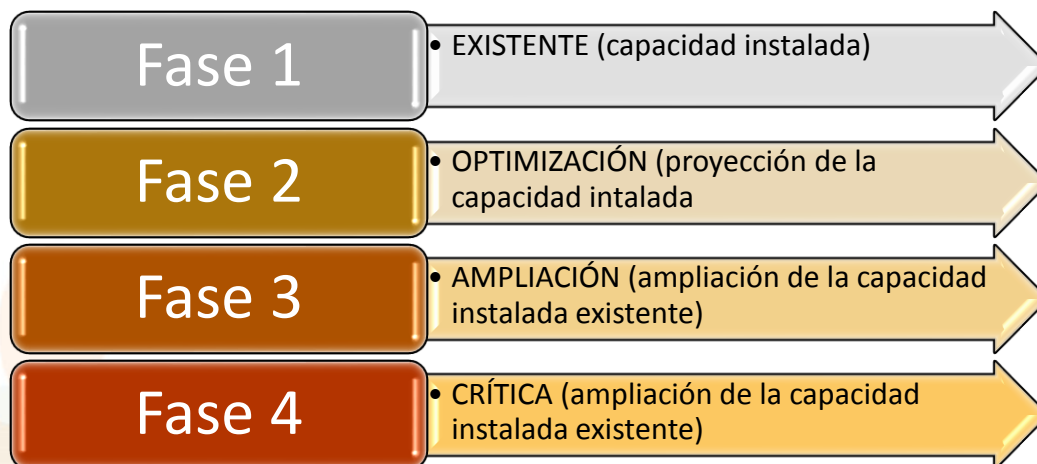 Fase 1
• EXISTENTE (capacidad instalada)
Fase 2
• OPTIMIZACIÓN (proyección de la
capacidad intalada
Fase 3
• AMPLIACIÓN (ampliación de la capacidad
instalada existente)
Fase 4
• CRÍTICA (ampliación de la capacidad
instalada existente)